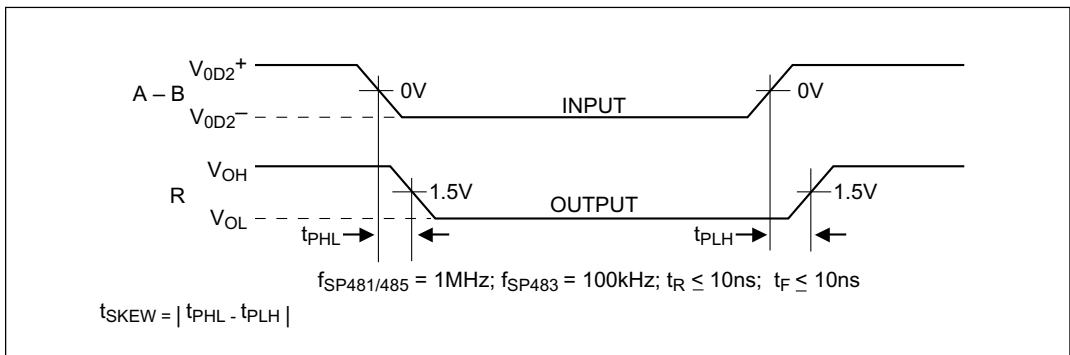 V0D2+
A – B
0V
0V
V0D2–
INPUT
VOH
R
1.5V
1.5V
VOL
OUTPUT
tPHL
tPLH
fSP481/485 = 1MHz; fSP483 = 100kHz; tR ≤ 10ns; tF ≤ 10ns
tSKEW = | tPHL - tPLH |